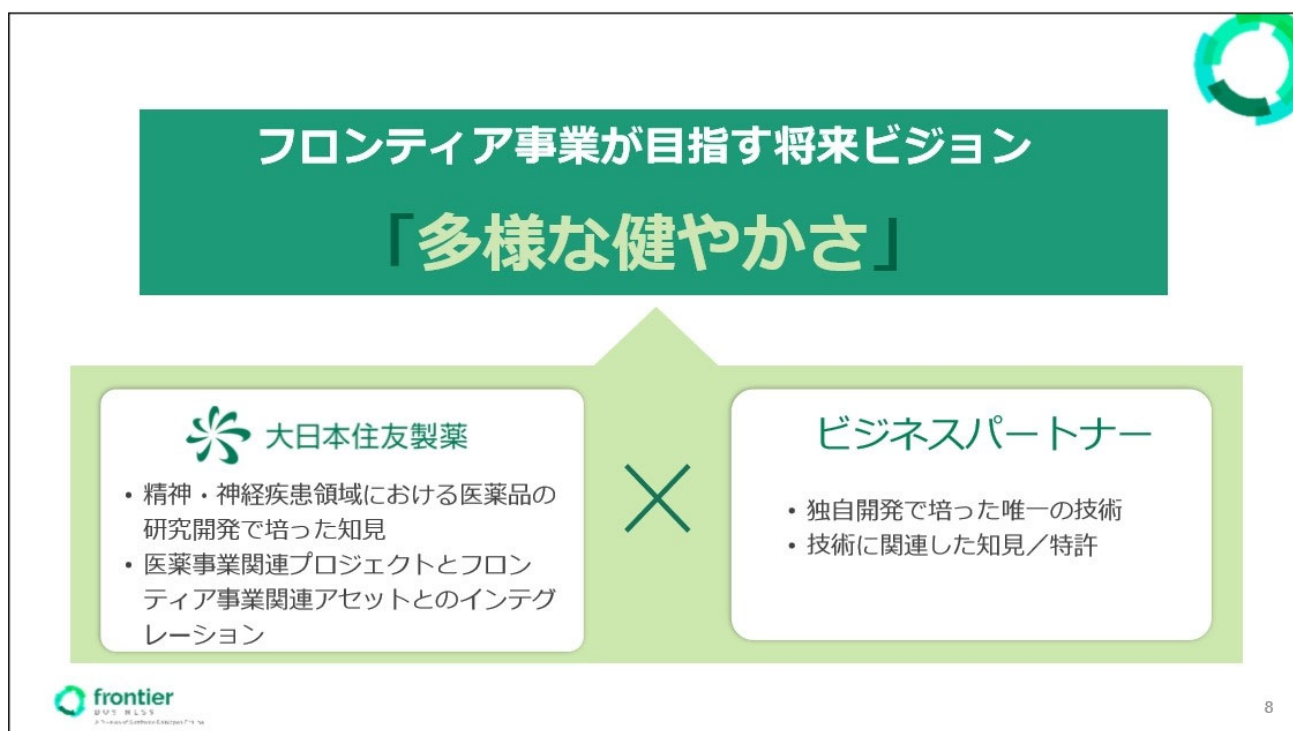 フロンティア事業が目指す将来ビジョン
「多様な健やかさ」
大日本住友製薬
• 精神・神経疾患領域における医薬品の
研究開発で培った知見
• 医薬事業関連プロジェクトとフロン
ティア事業関連アセットとのインテグ
レーション
×
ビジネスパートナー
• 独自開発で培った唯一の技術
• 技術に関連した知見／特許
frontier
BUSINESS
8